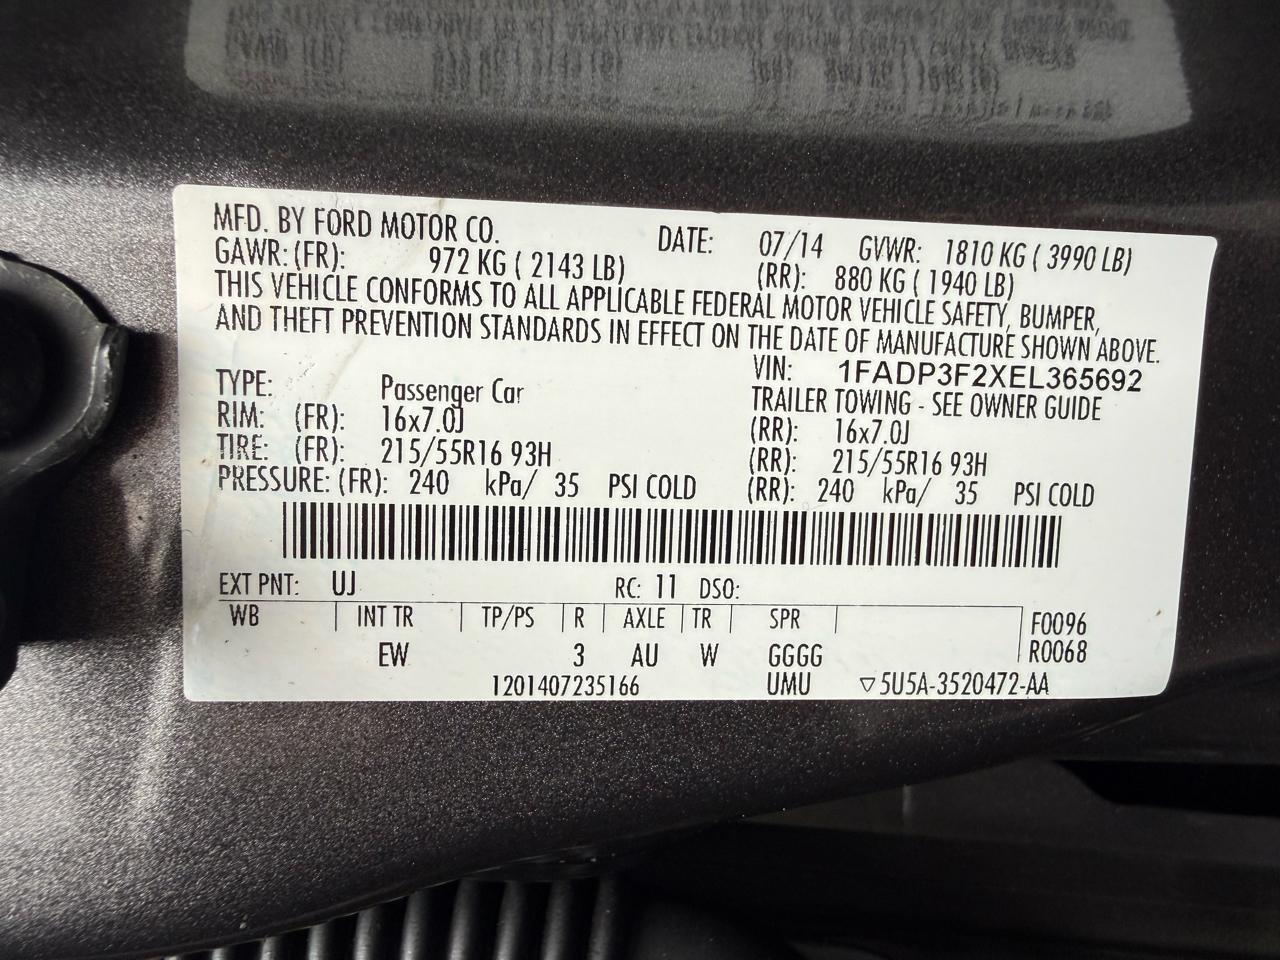 MFD. BY FORD MOTOR CO. DATE: 07/14 GVWR: 1810 KG ( 3990 LB)
GAWR: (FR): 972 KG ( 2143 LB) (RR): 880 KG ( 1940 LB)
THIS VEHICLE CONFORMS TO ALL APPLICABLE FEDERAL MOTOR VEHICLE SAFETY, BUMPER,
AND THEFT PREVENTION STANDARDS IN EFFECT ON THE DATE OF MANUFACTURE SHOWN ABOVE.
VIN: 1FADP3F2XEL365692
TYPE: Passenger Car TRAILER TOWING - SEE OWNER GUIDE
RIM: (FR): 16x7.0J (RR): 16x7.0J
TIRE: (FR): 215/55R16 93H (RR): 215/55R16 93H
PRESSURE: (FR): 240 kPa/ 35 PSI COLD (RR): 240 kPa/ 35 PSI COLD
EXT PNT: UJ RC: 11 DSO:
WB INT TR TP/PS R AXLE TR SPR F0096
EW 3 AU W GGGG R0068
1201407235166 UMU ▽5U5A-3520472-AA